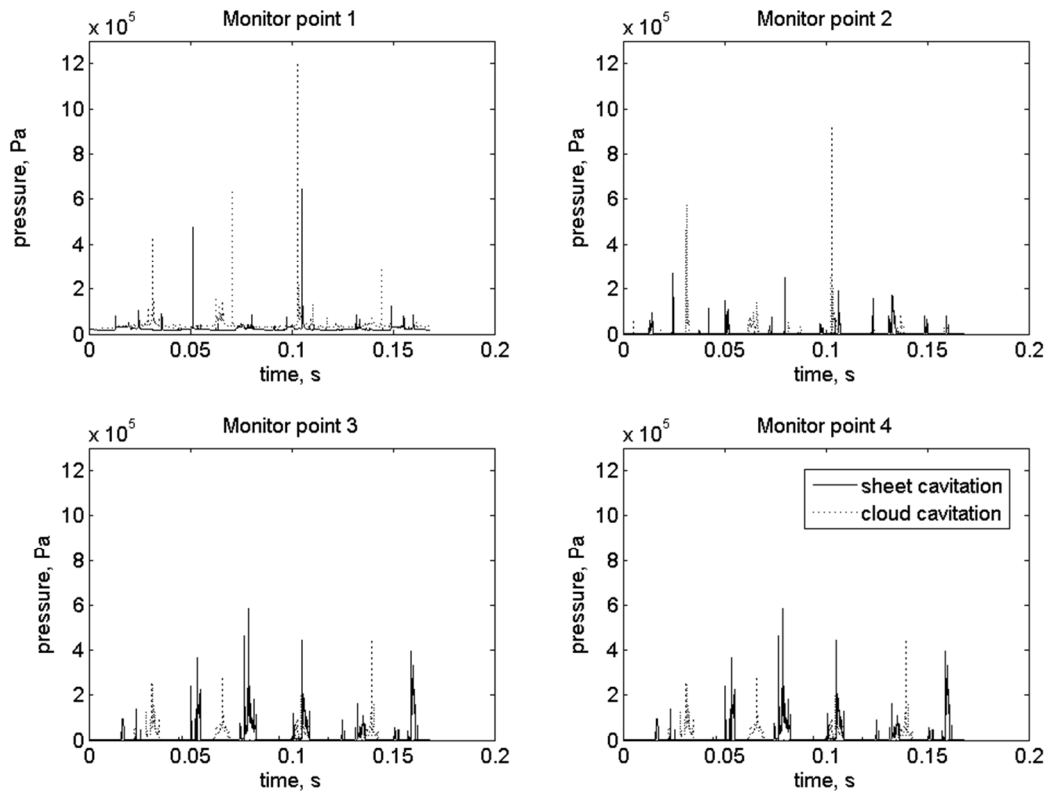 Monitor point 1
x 10^5
12
10
8
6
4
2
0
0 0.05 0.1 0.15 0.2
pressure, Pa
time, s
Monitor point 2
x 10^5
12
10
8
6
4
2
0
0 0.05 0.1 0.15 0.2
pressure, Pa
time, s
Monitor point 3
x 10^5
12
10
8
6
4
2
0
0 0.05 0.1 0.15 0.2
pressure, Pa
time, s
Monitor point 4
x 10^5
12
10
8
6
4
2
0
0 0.05 0.1 0.15 0.2
pressure, Pa
time, s
sheet cavitation
cloud cavitation